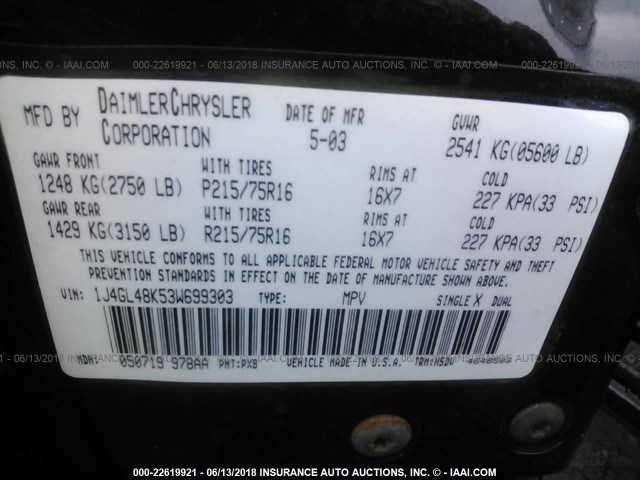 000-22619921 - 06/13/2018 INSURANCE AUTO AUCTIONS, INC. - IAAI.COM
MFD BY DAIMLERCHRYSLER CORPORATION DATE OF MFR 5-03 GVWR 2541 KG(05600 LB)
GAWR FRONT WITH TIRES RIMS AT COLD
1248 KG(2750 LB) P215/75R16 16X7 227 KPA(33 PSI)
GAWR REAR WITH TIRES RIMS AT COLD
1429 KG(3150 LB) R215/75R16 16X7 227 KPA(33 PSI)
THIS VEHICLE CONFORMS TO ALL APPLICABLE FEDERAL MOTOR VEHICLE SAFETY AND THEFT
PREVENTION STANDARDS IN EFFECT ON THE DATE OF MANUFACTURE SHOWN ABOVE.
VIN: 1J4GL48K53W699303 TYPE: MPV SINGLE X DUAL
MDH: 050719 978AA PNT:PXB VEHICLE MADE IN U.S.A. TRM:H5DV
000-22619921 - 06/13/2018 INSURANCE AUTO AUCTIONS, INC. - IAAI.COM